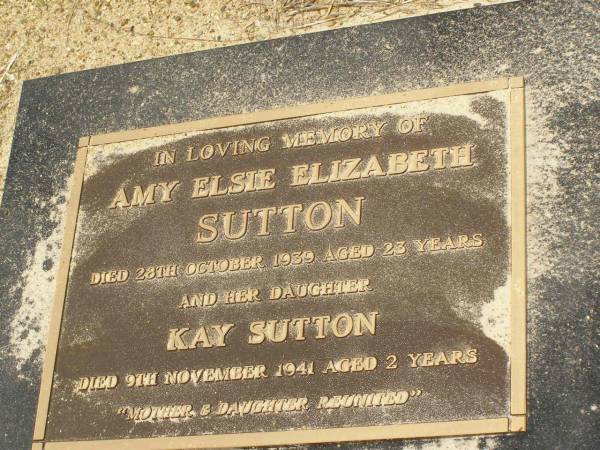 IN LOVING MEMORY OF
AMY ELSIE ELIZABETH
SUTTON
DIED 28TH OCTOBER 1939 AGED 23 YEARS
AND HER DAUGHTER
KAY SUTTON
DIED 9TH NOVEMBER 1941 AGED 2 YEARS
"MOTHER & DAUGHTER REUNITED"